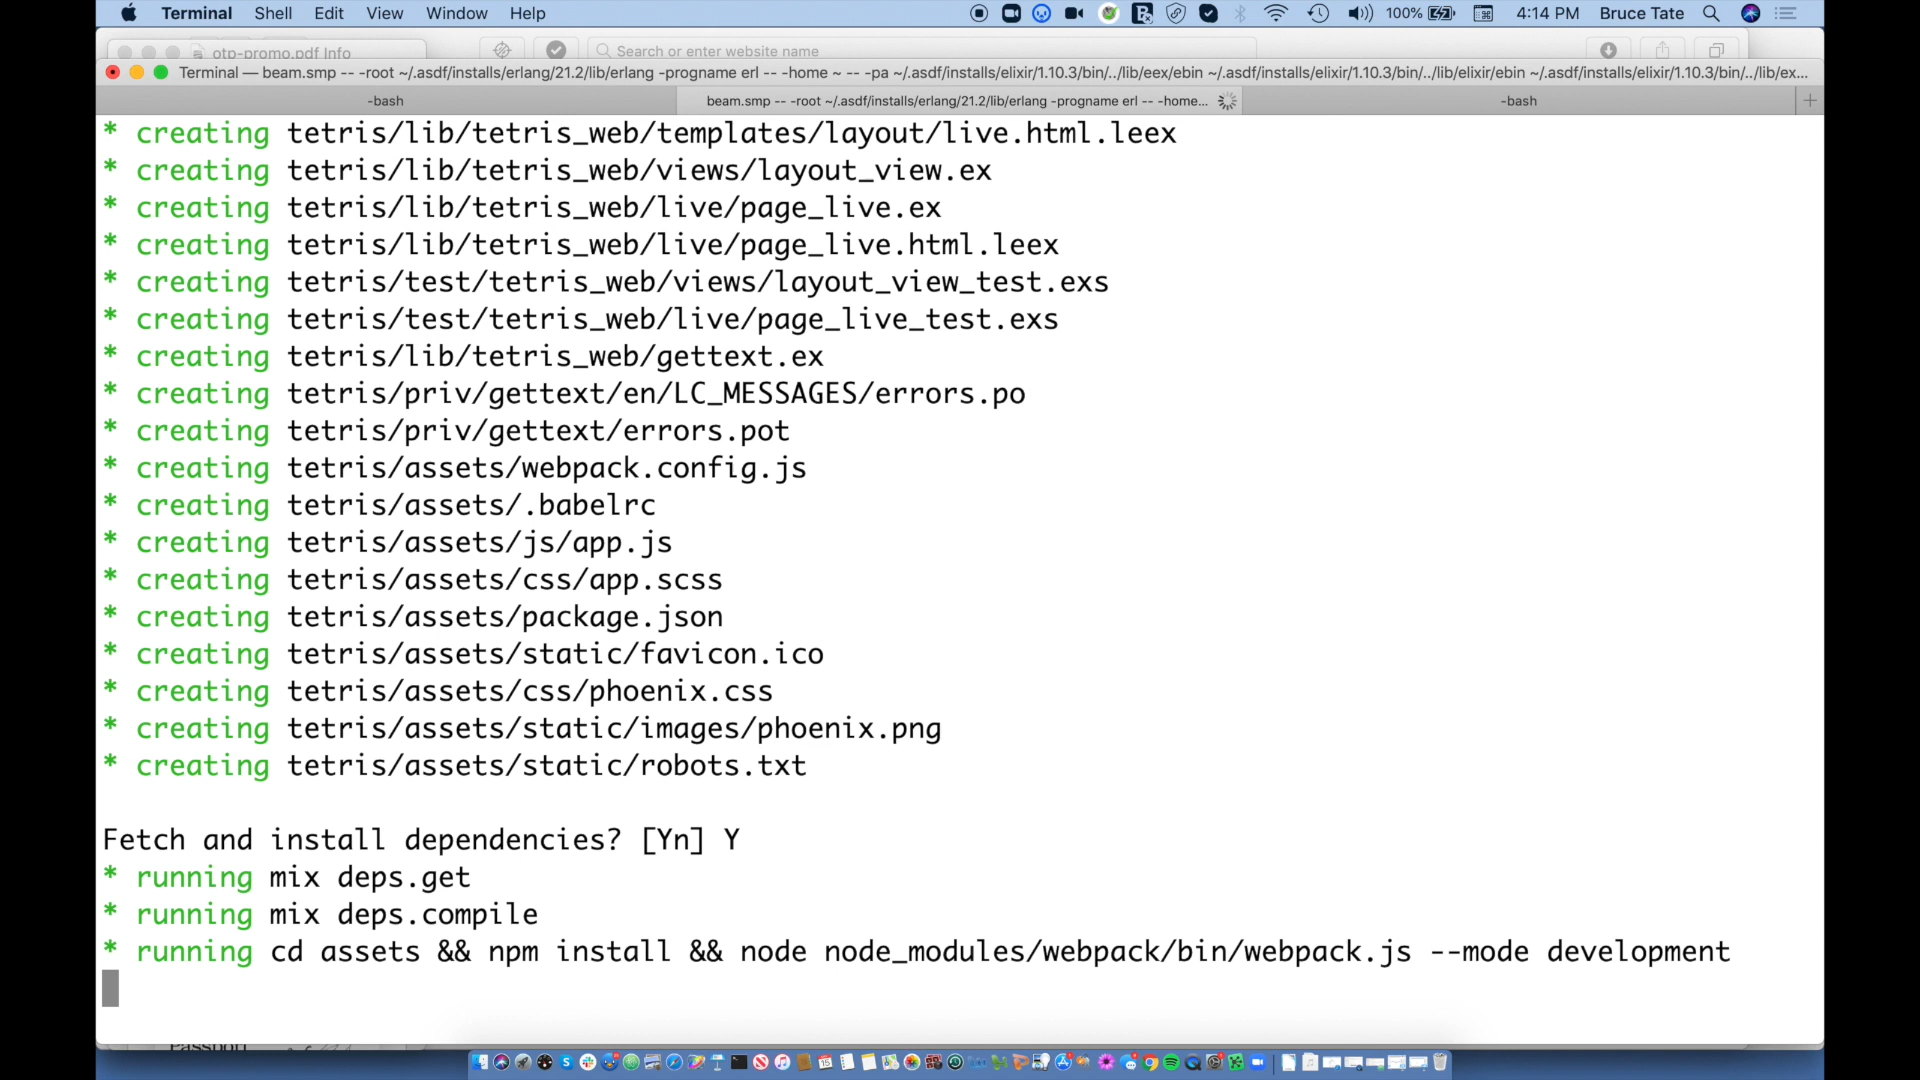 Terminal Shell Edit View Window Help 100% 4:14 PM Bruce Tate
otp-promo.pdf Info Search or enter website name
Terminal — beam.smp -- -root ~/.asdf/installs/erlang/21.2/lib/erlang -progname erl -- -home ~ -- -pa ~/.asdf/installs/elixir/1.10.3/bin/../lib/eex/ebin ~/.asdf/installs/elixir/1.10.3/bin/../lib/elixir/ebin ~/.asdf/installs/elixir/1.10.3/bin/../lib/ex...
-bash beam.smp -- -root ~/.asdf/installs/erlang/21.2/lib/erlang -progname erl -- -home... -bash
* creating tetris/lib/tetris_web/templates/layout/live.html.leex
* creating tetris/lib/tetris_web/views/layout_view.ex
* creating tetris/lib/tetris_web/live/page_live.ex
* creating tetris/lib/tetris_web/live/page_live.html.leex
* creating tetris/test/tetris_web/views/layout_view_test.exs
* creating tetris/test/tetris_web/live/page_live_test.exs
* creating tetris/lib/tetris_web/gettext.ex
* creating tetris/priv/gettext/en/LC_MESSAGES/errors.po
* creating tetris/priv/gettext/errors.pot
* creating tetris/assets/webpack.config.js
* creating tetris/assets/.babelrc
* creating tetris/assets/js/app.js
* creating tetris/assets/css/app.scss
* creating tetris/assets/package.json
* creating tetris/assets/static/favicon.ico
* creating tetris/assets/css/phoenix.css
* creating tetris/assets/static/images/phoenix.png
* creating tetris/assets/static/robots.txt
Fetch and install dependencies? [Yn] Y
* running mix deps.get
* running mix deps.compile
* running cd assets && npm install && node node_modules/webpack/bin/webpack.js --mode development
Passport